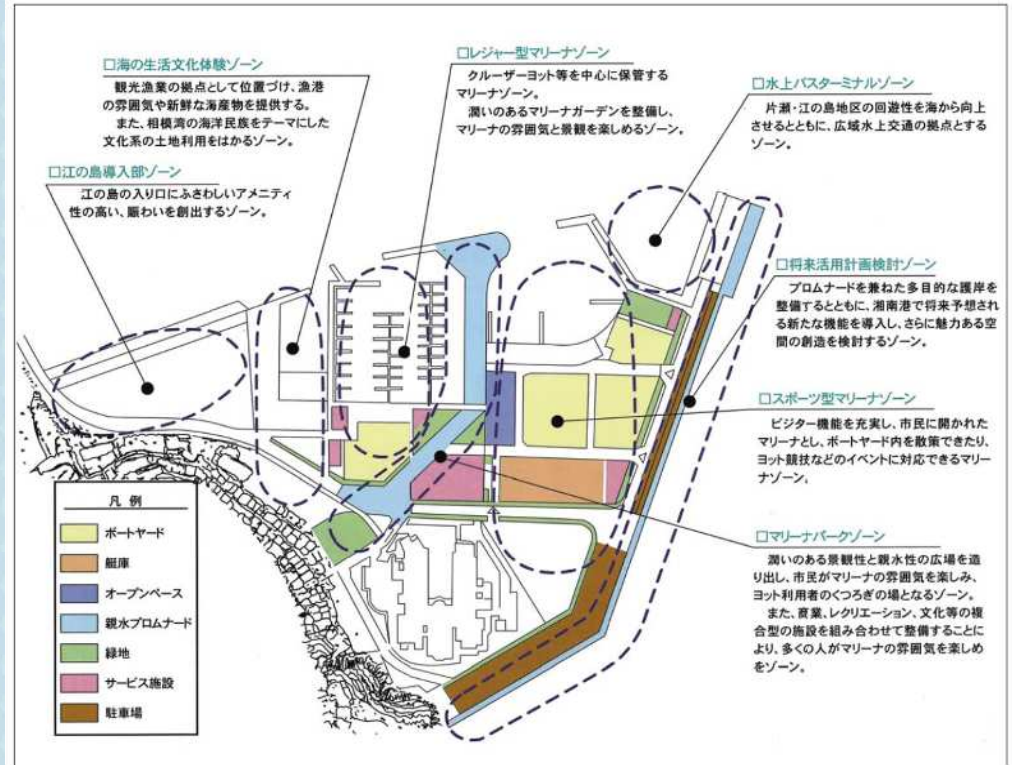 □海の生活文化体験ゾーン
観光漁業の拠点として位置づけ、漁港
の雰囲気や新鮮な海産物を提供する。
また、相模湾の海洋民族をテーマにした
文化系の土地利用をはかるゾーン。
□レジャー型マリーナゾーン
クルーザーヨット等を中心に保管する
マリーナゾーン。
潤いのあるマリーナガーデンを整備し、
マリーナの雰囲気と景観を楽しめるゾーン。
□水上バスターミナルゾーン
片瀬・江の島地区の回遊性を海から向上
させるとともに、広域水上交通の拠点とする
ゾーン。
□江の島導入部ゾーン
江の島の入り口にふさわしいアメニティ
性の高い、賑わいを創出するゾーン。
□将来活用計画検討ゾーン
プロムナードを兼ねた多目的な護岸を
整備するとともに、湘南港で将来予想され
る新たな機能を導入し、さらに魅力ある空
間の創造を検討するゾーン。
□スポーツ型マリーナゾーン
ビジター機能を充実し、市民に開かれた
マリーナとし、ボートヤード内を散策できたり、
ヨット競技などのイベントに対応できるマリー
ナゾーン。
□マリーナパークゾーン
潤いのある景観性と親水性の広場を造
り出し、市民がマリーナの雰囲気を楽しみ、
ヨット利用者のくつろぎの場となるゾーン。
また、商業、レクリエーション、文化等の複
合型の施設を組み合わせて整備することに
より、多くの人がマリーナの雰囲気を楽しめ
をゾーン。
凡例
ボートヤード
艇庫
オープンベース
親水プロムナード
緑地
サービス施設
駐車場